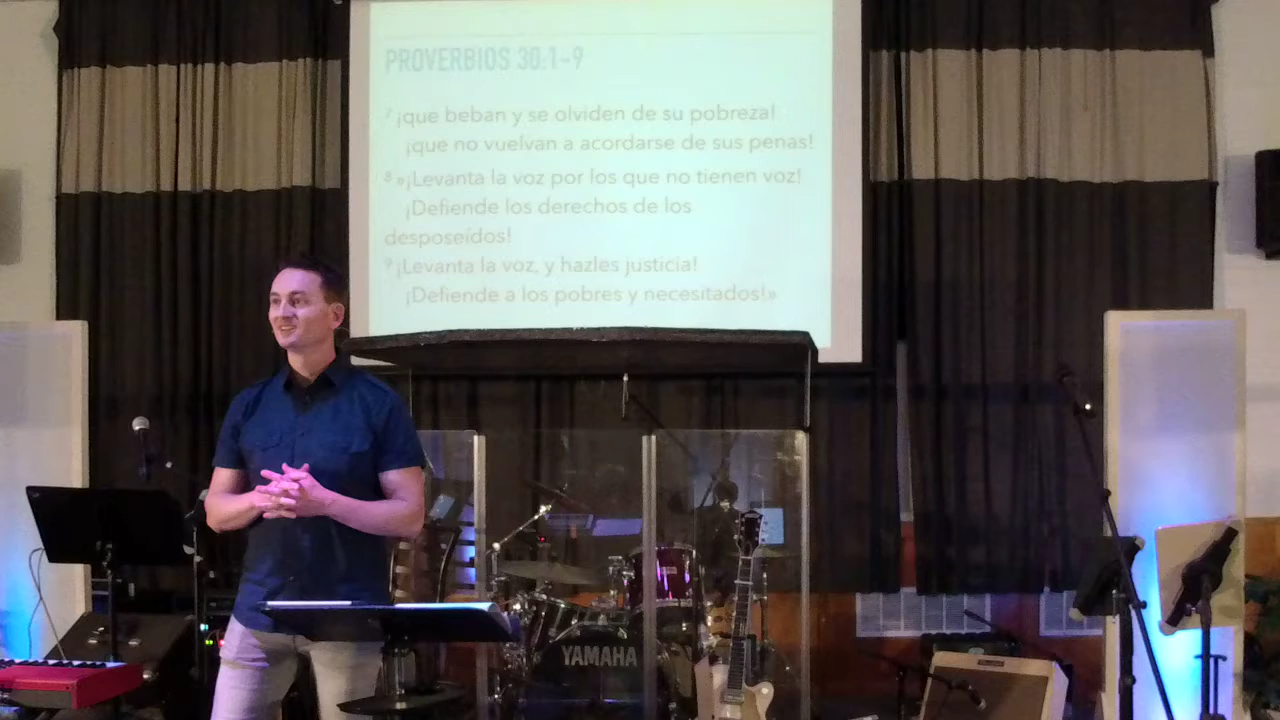 PROVERBIOS 30:1-9
7 ¡que beban y se olviden de su pobreza!
¡que no vuelvan a acordarse de sus penas!
8 »¡Levanta la voz por los que no tienen voz!
¡Defiende los derechos de los
desposeídos!
9 ¡Levanta la voz, y hazles justicia!
¡Defiende a los pobres y necesitados!»
YAMAHA